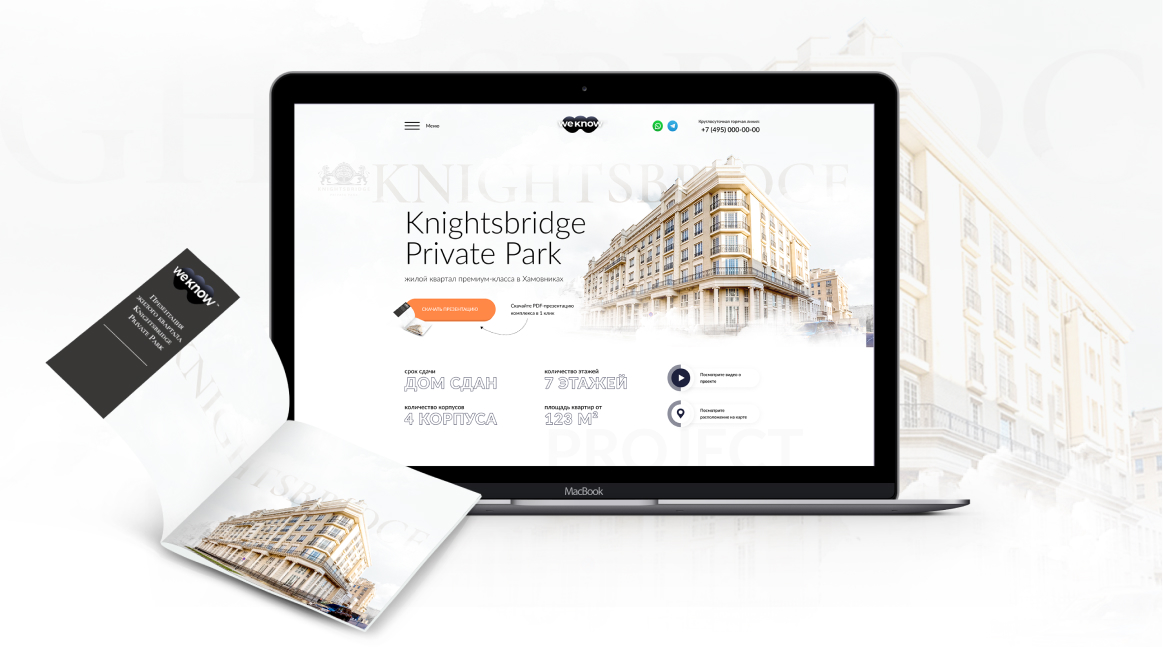 KNIGHTSBRIDGE
Меню
we know
Круглосуточная горячая линия:
+7 (495) 000-00-00
KNIGHTSBRIDGE
Knightsbridge
Private Park
жилой квартал премиум-класса в Хамовниках
СКАЧАТЬ ПРЕЗЕНТАЦИЮ
Скачайте PDF-презентацию
комплекса в 1 клик
срок сдачи
ДОМ СДАН
количество этажей
7 ЭТАЖЕЙ
Посмотрите видео о
проекте
количество корпусов
4 КОРПУСА
площадь квартир от
123 М²
Посмотрите
расположение на карте
PROJECT
MacBook
we know
Презентация
жилого квартала
Knightsbridge
Private Park
KNIGHTSBRIDGE